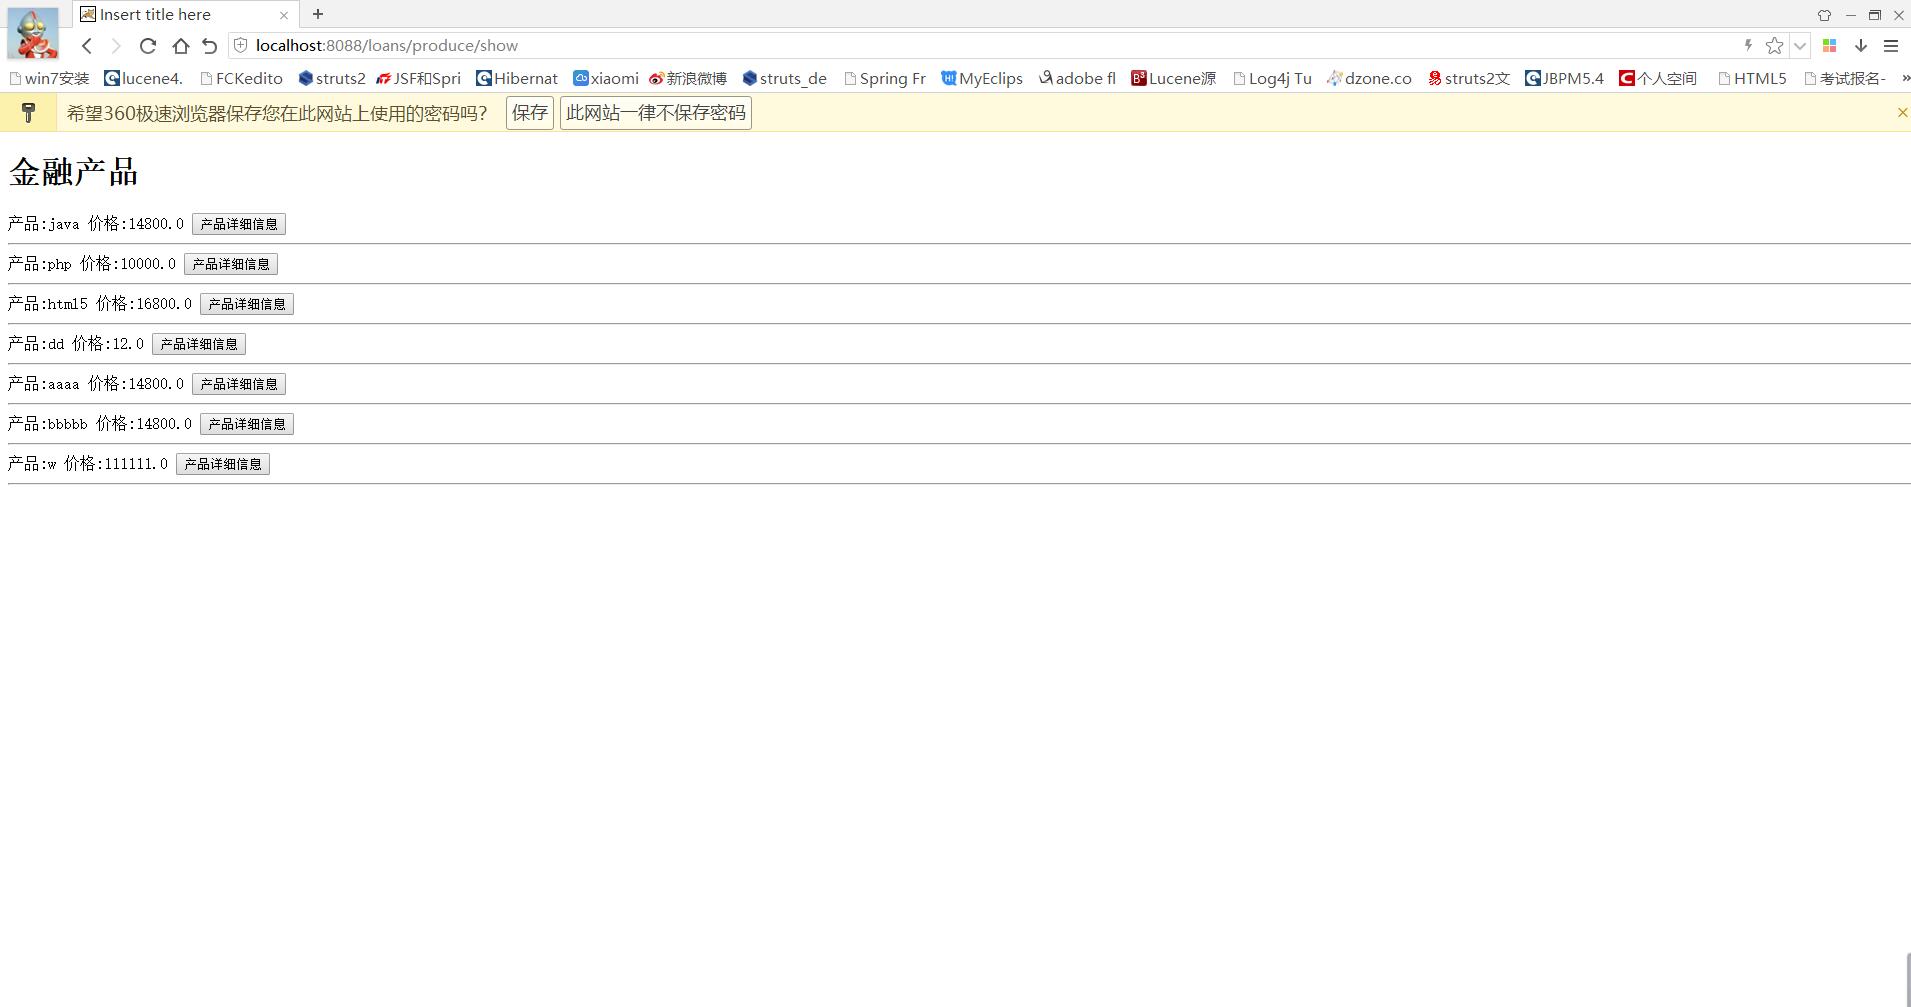 Insert title here
localhost:8088/loans/produce/show
win7安装 lucene4. FCKedito struts2 JSF和Spri Hibernat xiaomi 新浪微博 struts_de Spring Fr MyEclips adobe fl Lucene源 Log4j Tu dzone.co struts2文 JBPM5.4 个人空间 HTML5 考试报名-
希望360极速浏览器保存您在此网站上使用的密码吗? 保存 此网站一律不保存密码
金融产品
产品:java 价格:14800.0 产品详细信息
产品:php 价格:10000.0 产品详细信息
产品:html5 价格:16800.0 产品详细信息
产品:dd 价格:12.0 产品详细信息
产品:aaaa 价格:14800.0 产品详细信息
产品:bbbbb 价格:14800.0 产品详细信息
产品:w 价格:111111.0 产品详细信息